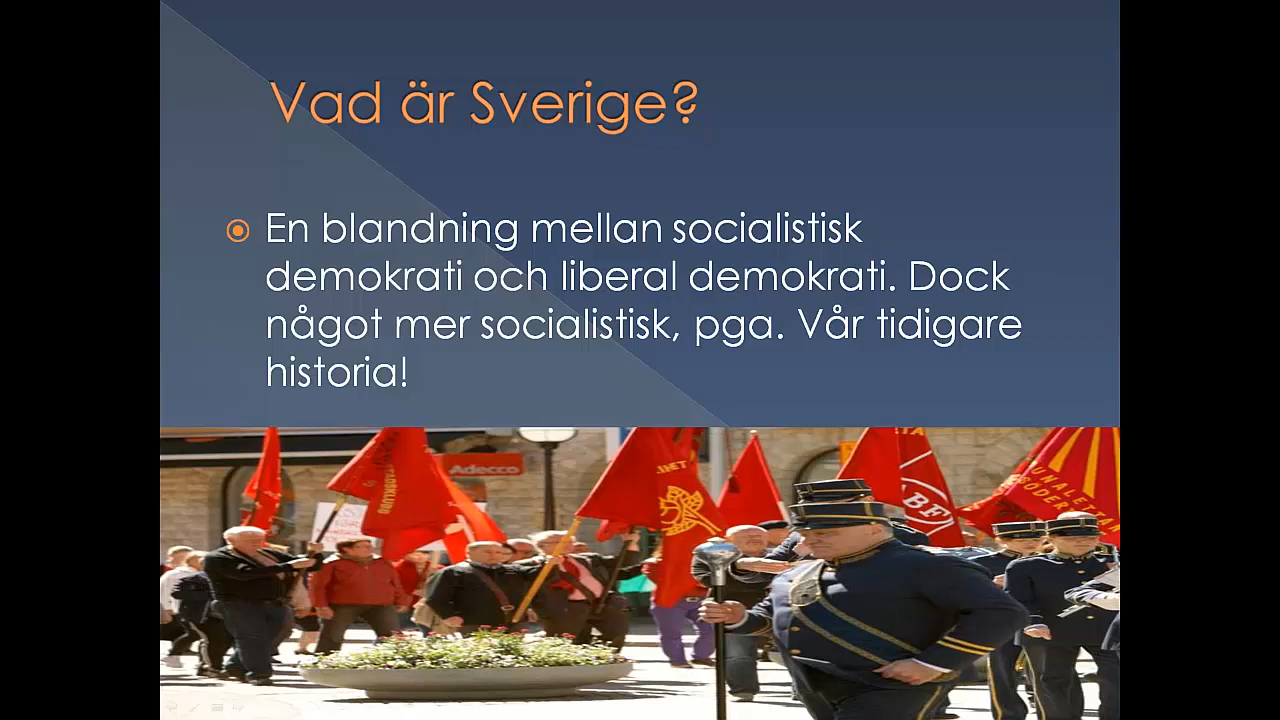 Vad är Sverige?
En blandning mellan socialistisk
demokrati och liberal demokrati. Dock
något mer socialistisk, pga. Vår tidigare
historia!
Adecco
ABF